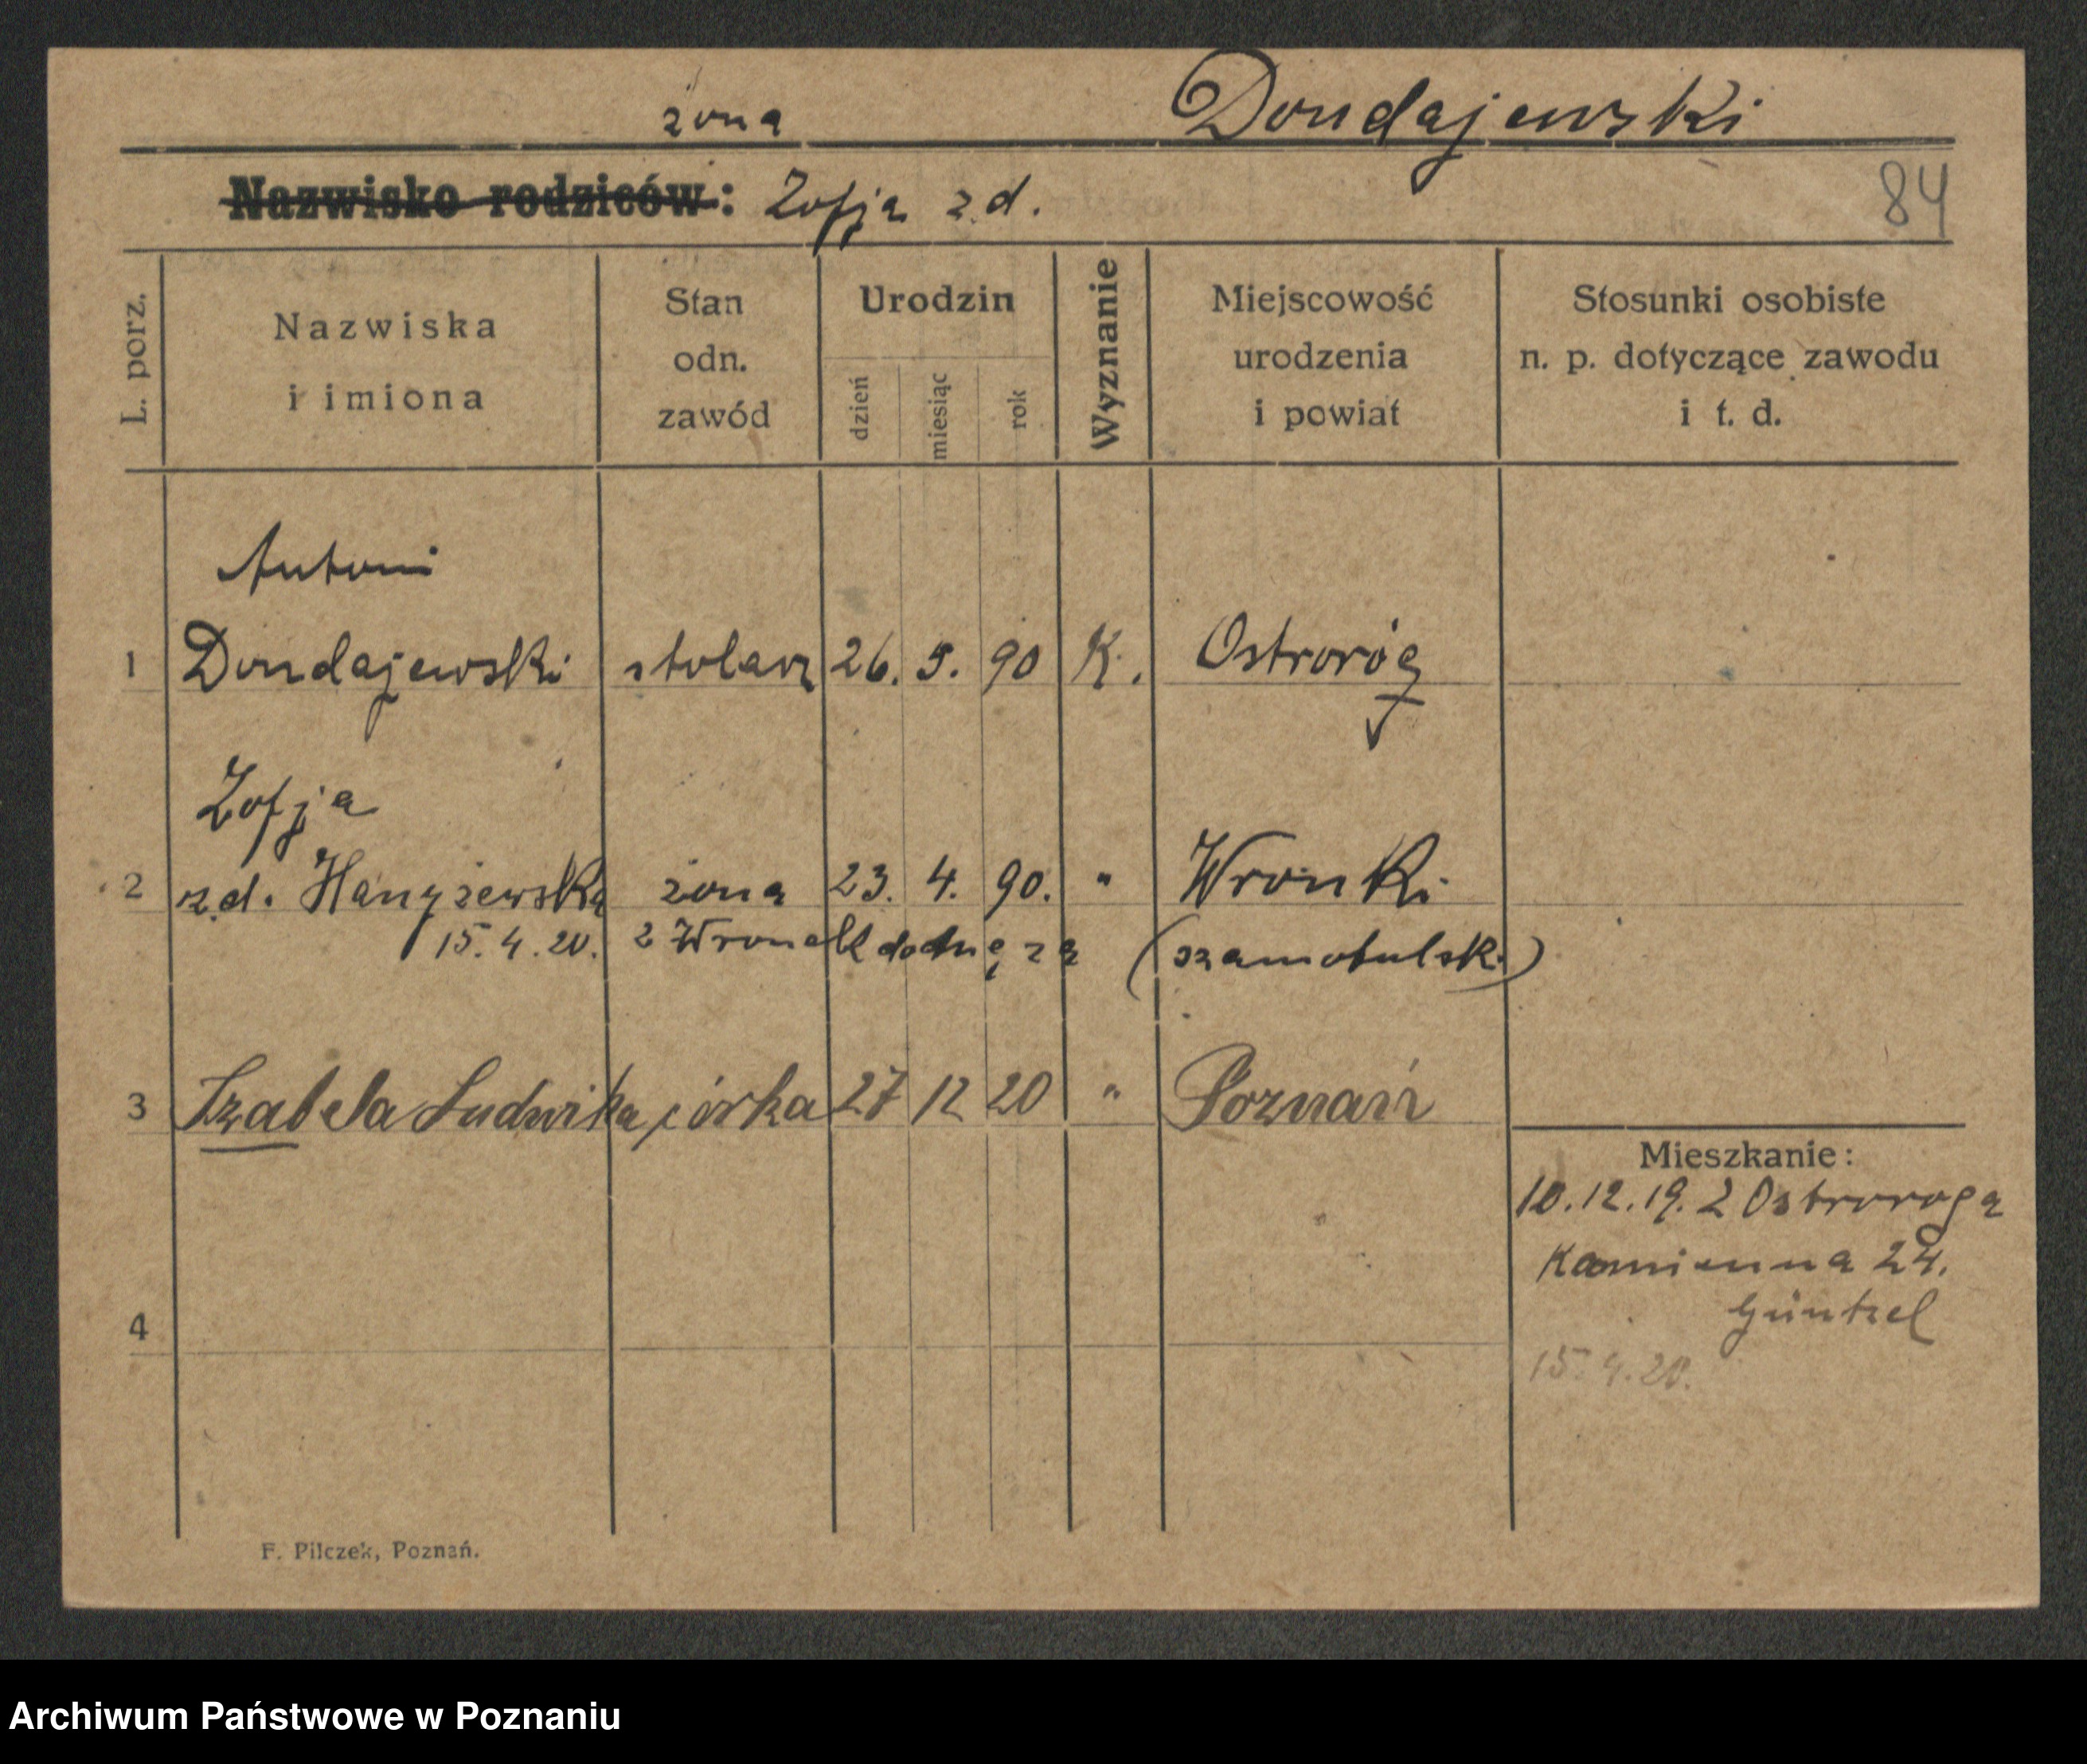 żona Dondajewski
Nazwisko rodziców: Zofja z d.
84
L. porz.
Nazwiska
i imiona
Stan
odn.
zawód
Urodzin
dzień
miesiąc
rok
Wyznanie
Miejscowość
urodzenia
i powiat
Stosunki osobiste
n. p. dotyczące zawodu
i t. d.
Antoni
1 Dondajewski stolarz 26. 5. 90 K. Ostroróg
Zofja
2 z d. Hanyżewska żona 23. 4. 90. " Wronki
15. 4. 20. z Wronek (szamotulski)
3 Izabela Ludwika córka 27 12 20 " Poznań
Mieszkanie:
10. 12. 19. z Ostroroga
Kamienna 24.
Güntzel
4
15. 4. 20.
F. Pilczek, Poznań.
Archiwum Państwowe w Poznaniu